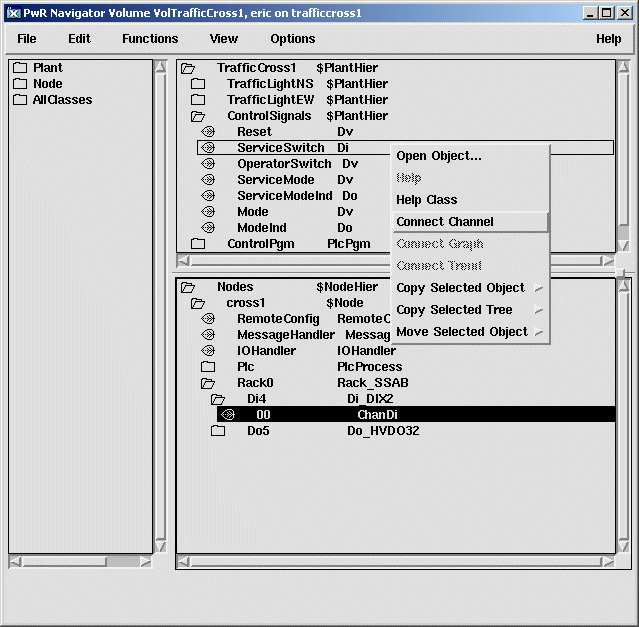 PwR Navigator Volume VolTrafficCross1, eric on trafficcross1
File Edit Functions View Options Help
Plant
Node
AllClasses
TrafficCross1 $PlantHier
TrafficLightNS $PlantHier
TrafficLightEW $PlantHier
ControlSignals $PlantHier
Reset Dv
ServiceSwitch Di
OperatorSwitch Dv
ServiceMode Dv
ServiceModeInd Do
Mode Dv
ModeInd Do
ControlPgm PlcPgm
Open Object...
Help
Help Class
Connect Channel
Connect Graph
Connect Trend
Copy Selected Object
Copy Selected Tree
Move Selected Object
Nodes $NodeHier
cross1 $Node
RemoteConfig RemoteC
MessageHandler Messag
IOHandler IOHandler
Plc PlcProcess
Rack0 Rack_SSAB
Di4 Di_DIX2
00 ChanDi
Do5 Do_HVDO32